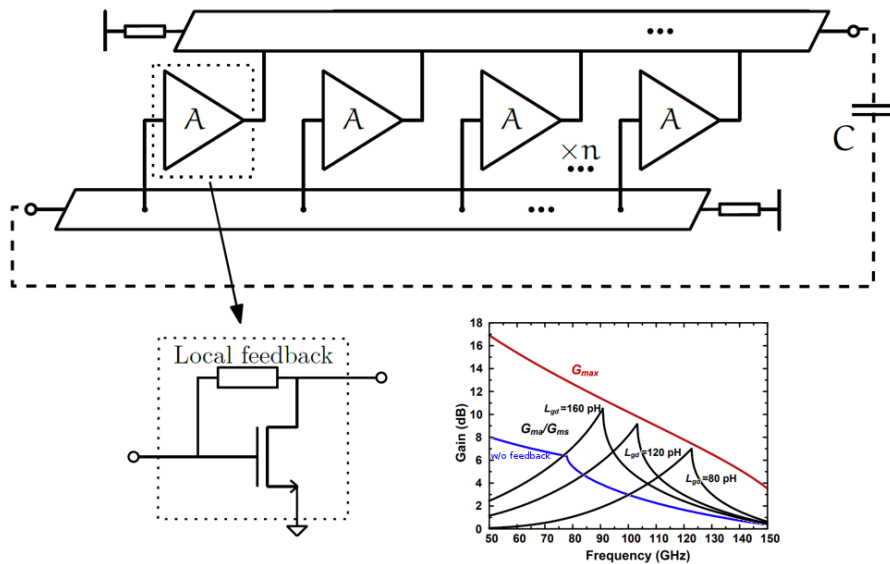 ...
A
A
A
A
×n
...
C
...
Local feedback
18
16
14
12
10
8
6
4
2
0
Gain (dB)
Gmax
Lgd=160 pH
Gma/Gms
w/o feedback
Lgd=120 pH
Lgd=80 pH
50 60 70 80 90 100 110 120 130 140 150
Frequency (GHz)